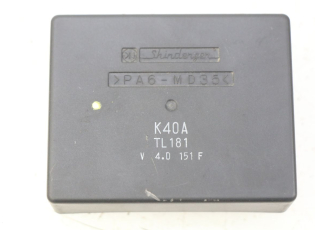 Shindengen
>PA6-MD35<
K40A
TL181
V 4.0 151 F